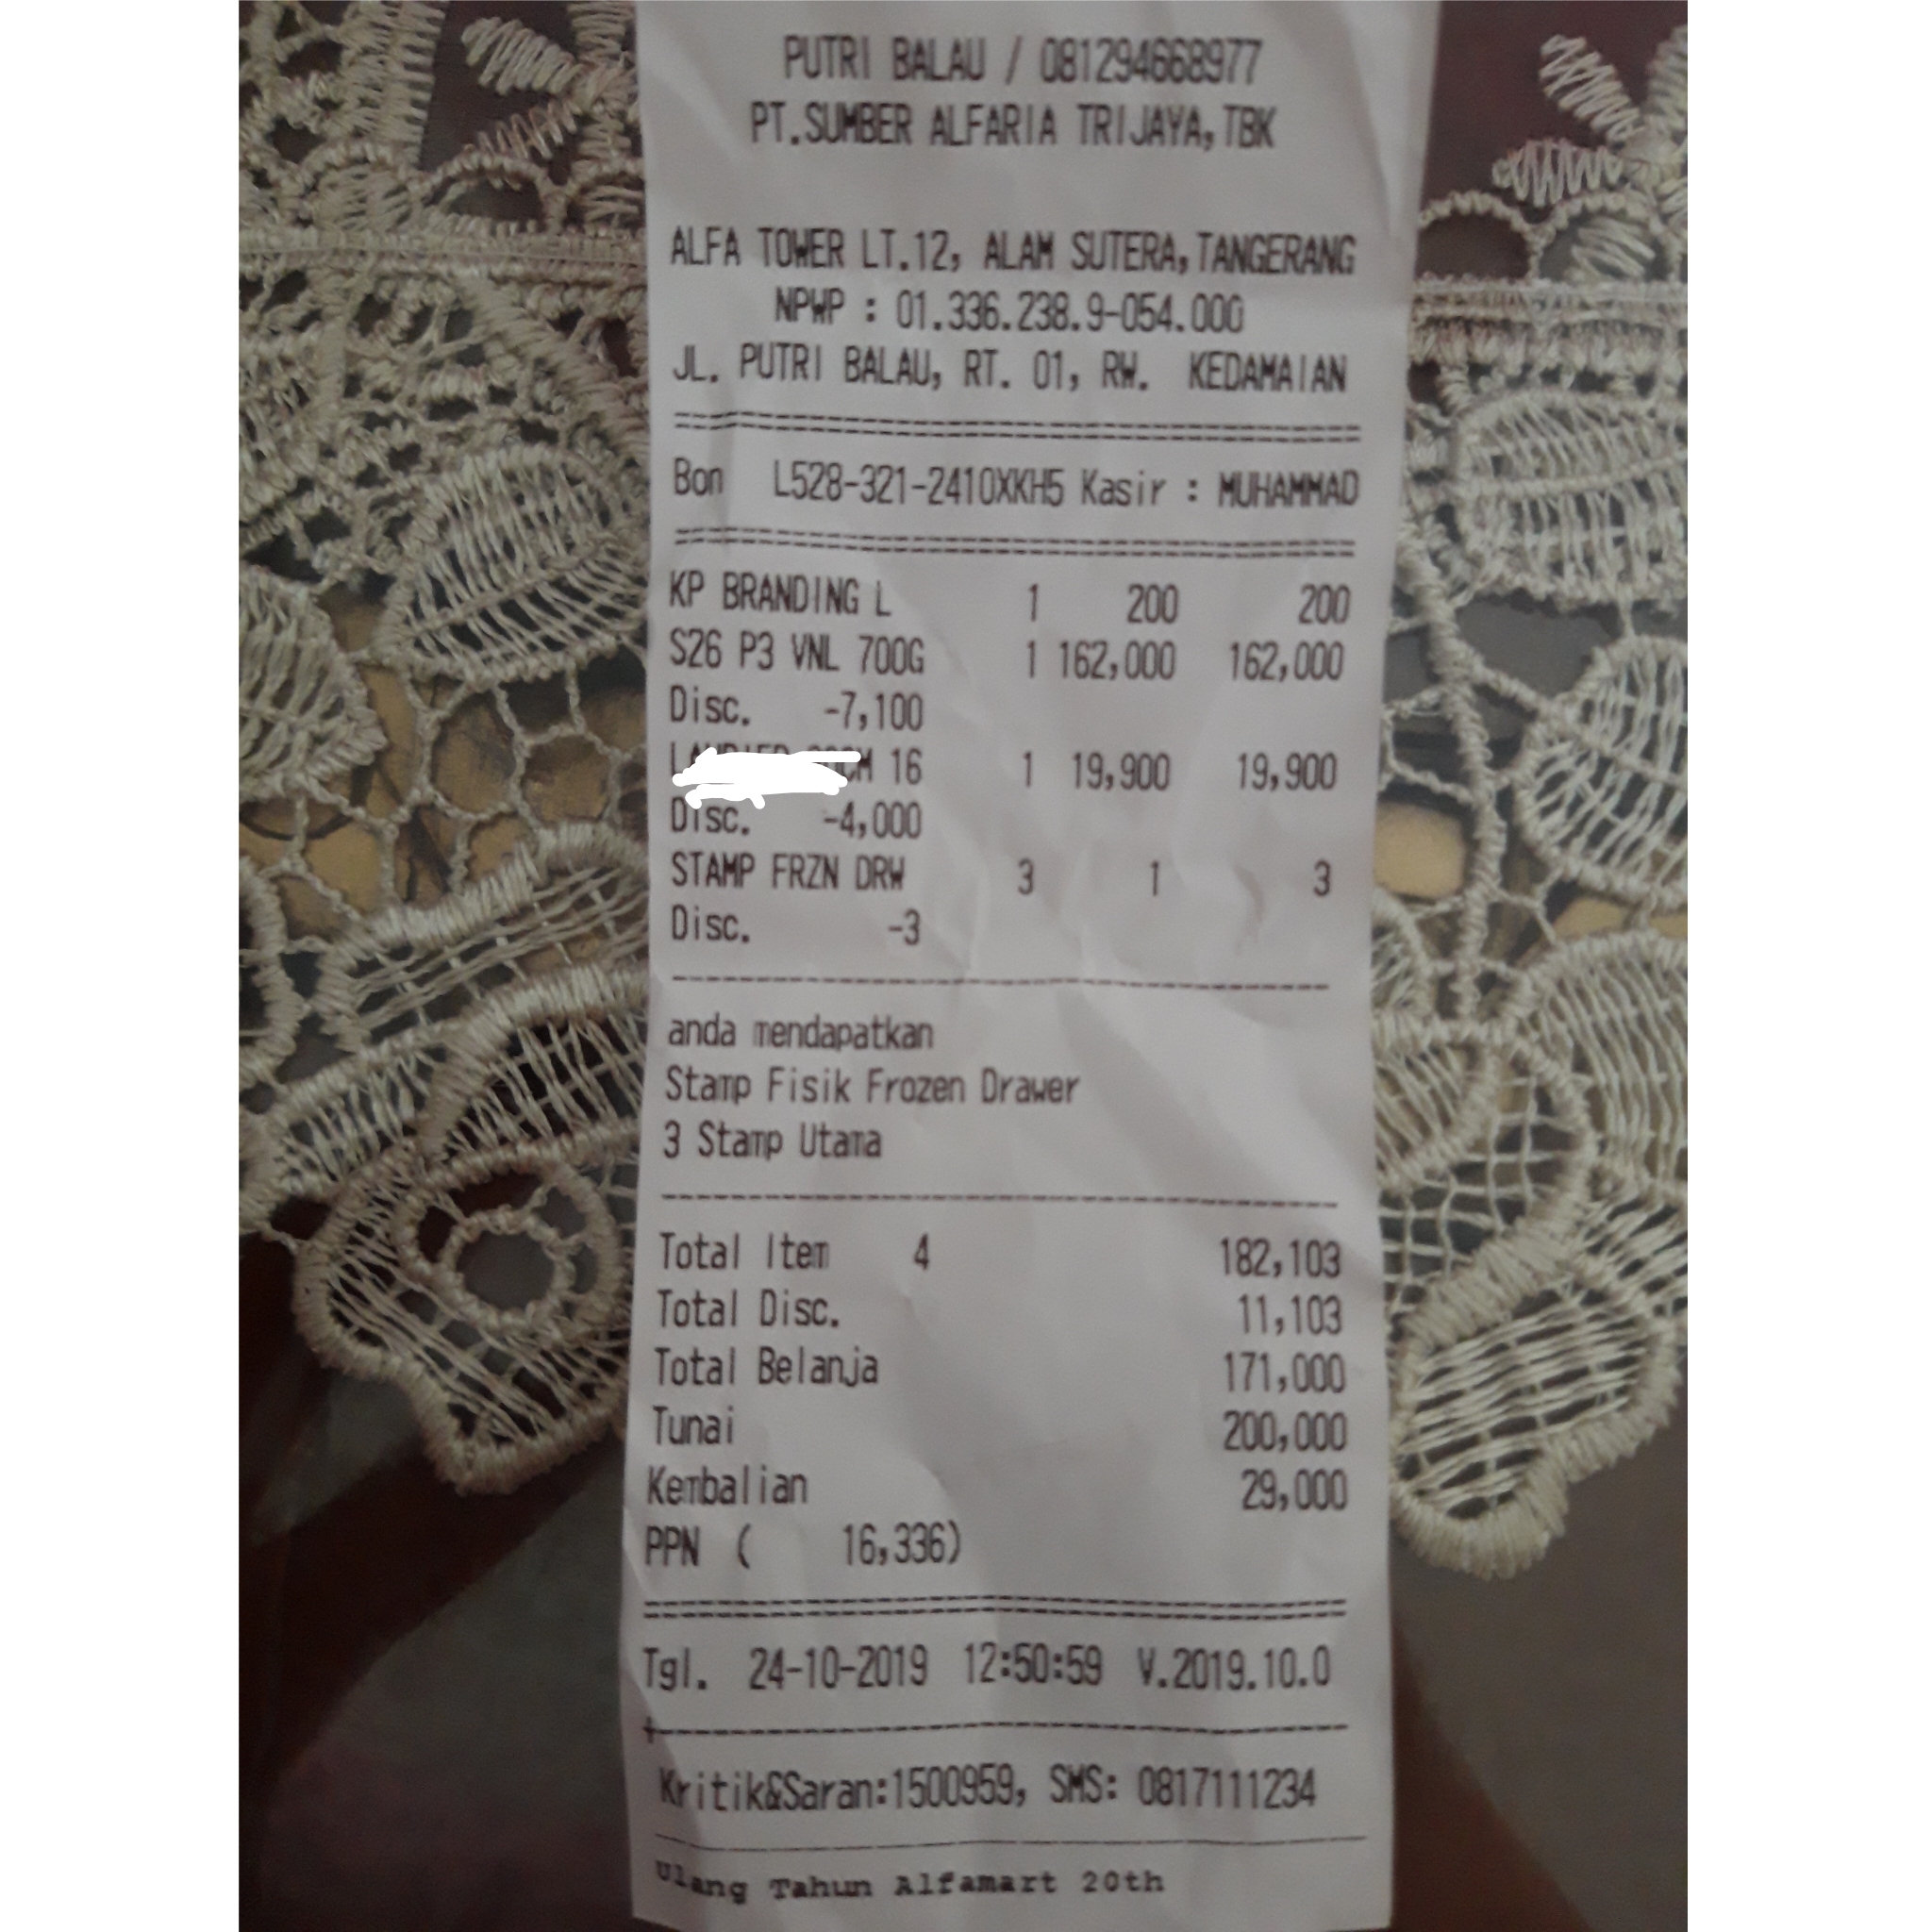 PUTRI BALAU / 081294668977
PT.SUMBER ALFARIA TRIJAYA,TBK
ALFA TOWER LT.12, ALAM SUTERA,TANGERANG
NPWP : 01.336.238.9-054.000
JL. PUTRI BALAU, RT. 01, RW. KEDAMAIAN
Bon L528-321-2410XKH5 Kasir : MUHAMMAD
KP BRANDING L 1 200 200
S26 P3 VNL 700G 1 162,000 162,000
Disc. -7,100
16 1 19,900 19,900
Disc. -4,000
STAMP FRZN DRW 3 1 3
Disc. -3
anda mendapatkan
Stamp Fisik Frozen Drawer
3 Stamp Utama
Total Item 4 182,103
Total Disc. 11,103
Total Belanja 171,000
Tunai 200,000
Kembalian 29,000
PPN ( 16,336)
Tgl. 24-10-2019 12:50:59 V.2019.10.0
Kritik&Saran:1500959, SMS: 0817111234
Ulang Tahun Alfamart 20th